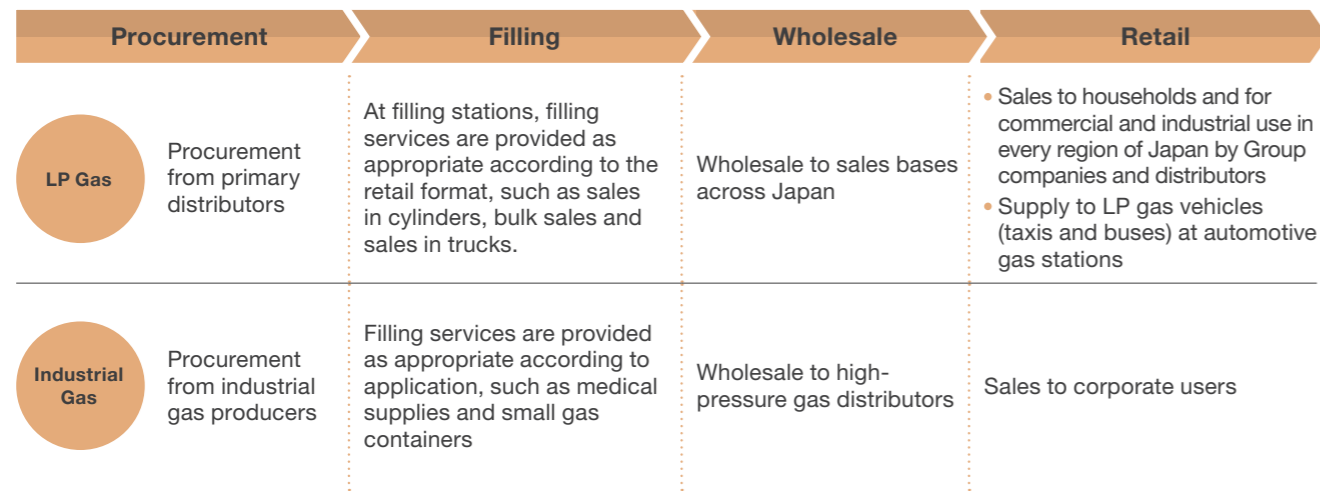 Procurement
Filling
Wholesale
Retail
LP Gas
Procurement
from primary
distributors
At filling stations, filling
services are provided as
appropriate according to the
retail format, such as sales
in cylinders, bulk sales and
sales in trucks.
Wholesale to sales bases
across Japan
• Sales to households and for
commercial and industrial use in
every region of Japan by Group
companies and distributors
• Supply to LP gas vehicles
(taxis and buses) at automotive
gas stations
Industrial
Gas
Procurement
from industrial
gas producers
Filling services are provided
as appropriate according to
application, such as medical
supplies and small gas
containers
Wholesale to high-
pressure gas distributors
Sales to corporate users